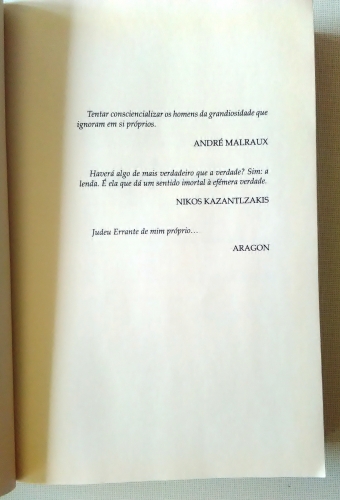 Tentar consciencializar os homens da grandiosidade que
ignoram em si próprios.
ANDRÉ MALRAUX
Haverá algo de mais verdadeiro que a verdade? Sim: a
lenda. É ela que dá um sentido imortal à efémera verdade.
NIKOS KAZANTLZAKIS
Judeu Errante de mim próprio...
ARAGON